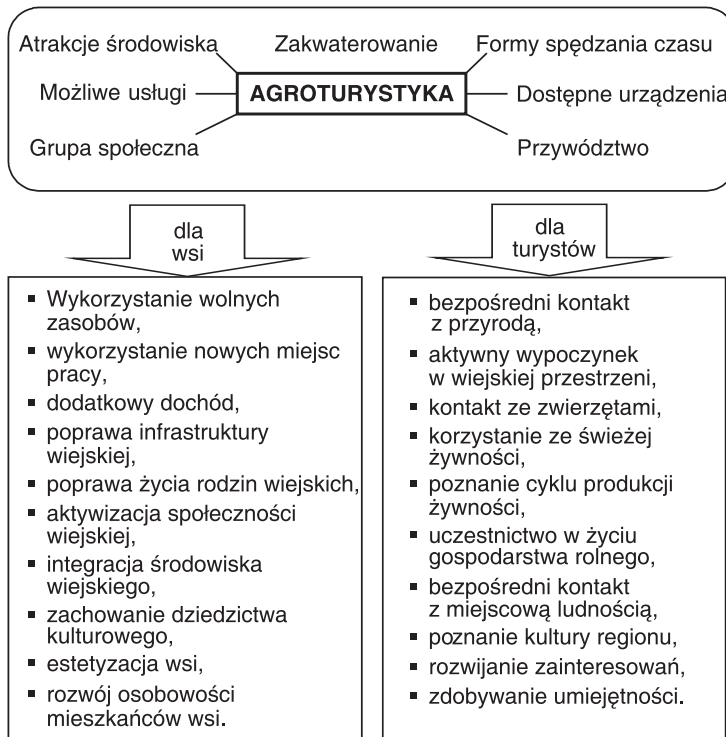 Atrakcje środowiska Zakwaterowanie Formy spędzania czasu
Możliwe usługi AGROTURYSTYKA Dostępne urządzenia
Grupa społeczna Przywództwo
dla
wsi
dla
turystów
▪ Wykorzystanie wolnych
zasobów,
▪ wykorzystanie nowych miejsc
pracy,
▪ dodatkowy dochód,
▪ poprawa infrastruktury
wiejskiej,
▪ poprawa życia rodzin wiejskich,
▪ aktywizacja społeczności
wiejskiej,
▪ integracja środowiska
wiejskiego,
▪ zachowanie dziedzictwa
kulturowego,
▪ estetyzacja wsi,
▪ rozwój osobowości
mieszkańców wsi.
▪ bezpośredni kontakt
z przyrodą,
▪ aktywny wypoczynek
w wiejskiej przestrzeni,
▪ kontakt ze zwierzętami,
▪ korzystanie ze świeżej
żywności,
▪ poznanie cyklu produkcji
żywności,
▪ uczestnictwo w życiu
gospodarstwa rolnego,
▪ bezpośredni kontakt
z miejscową ludnością,
▪ poznanie kultury regionu,
▪ rozwijanie zainteresowań,
▪ zdobywanie umiejętności.